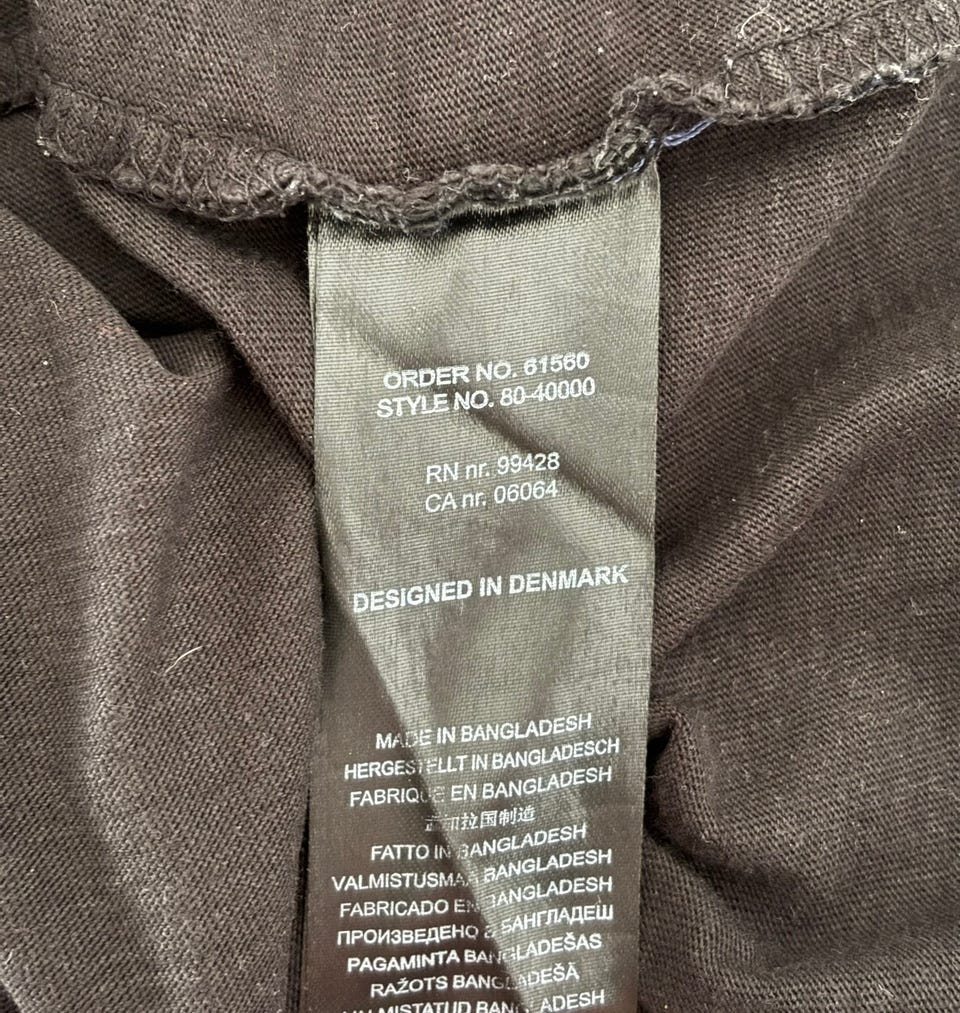 ORDER NO. 61560
STYLE NO. 80-40000
RN nr. 99428
CA nr. 06064
DESIGNED IN DENMARK
MADE IN BANGLADESH
HERGESTELLT IN BANGLADESCH
FABRIQUE EN BANGLADESH
孟加拉国制造
FATTO IN BANGLADESH
VALMISTUSMAA BANGLADESH
FABRICADO EN BANGLADESH
ПРОИЗВЕДЕНО В БАНГЛАДЕШ
PAGAMINTA BANGLADEŠAS
RAŽOTS BANGLADEŠĀ
VALMISTATUD BANGLADESH